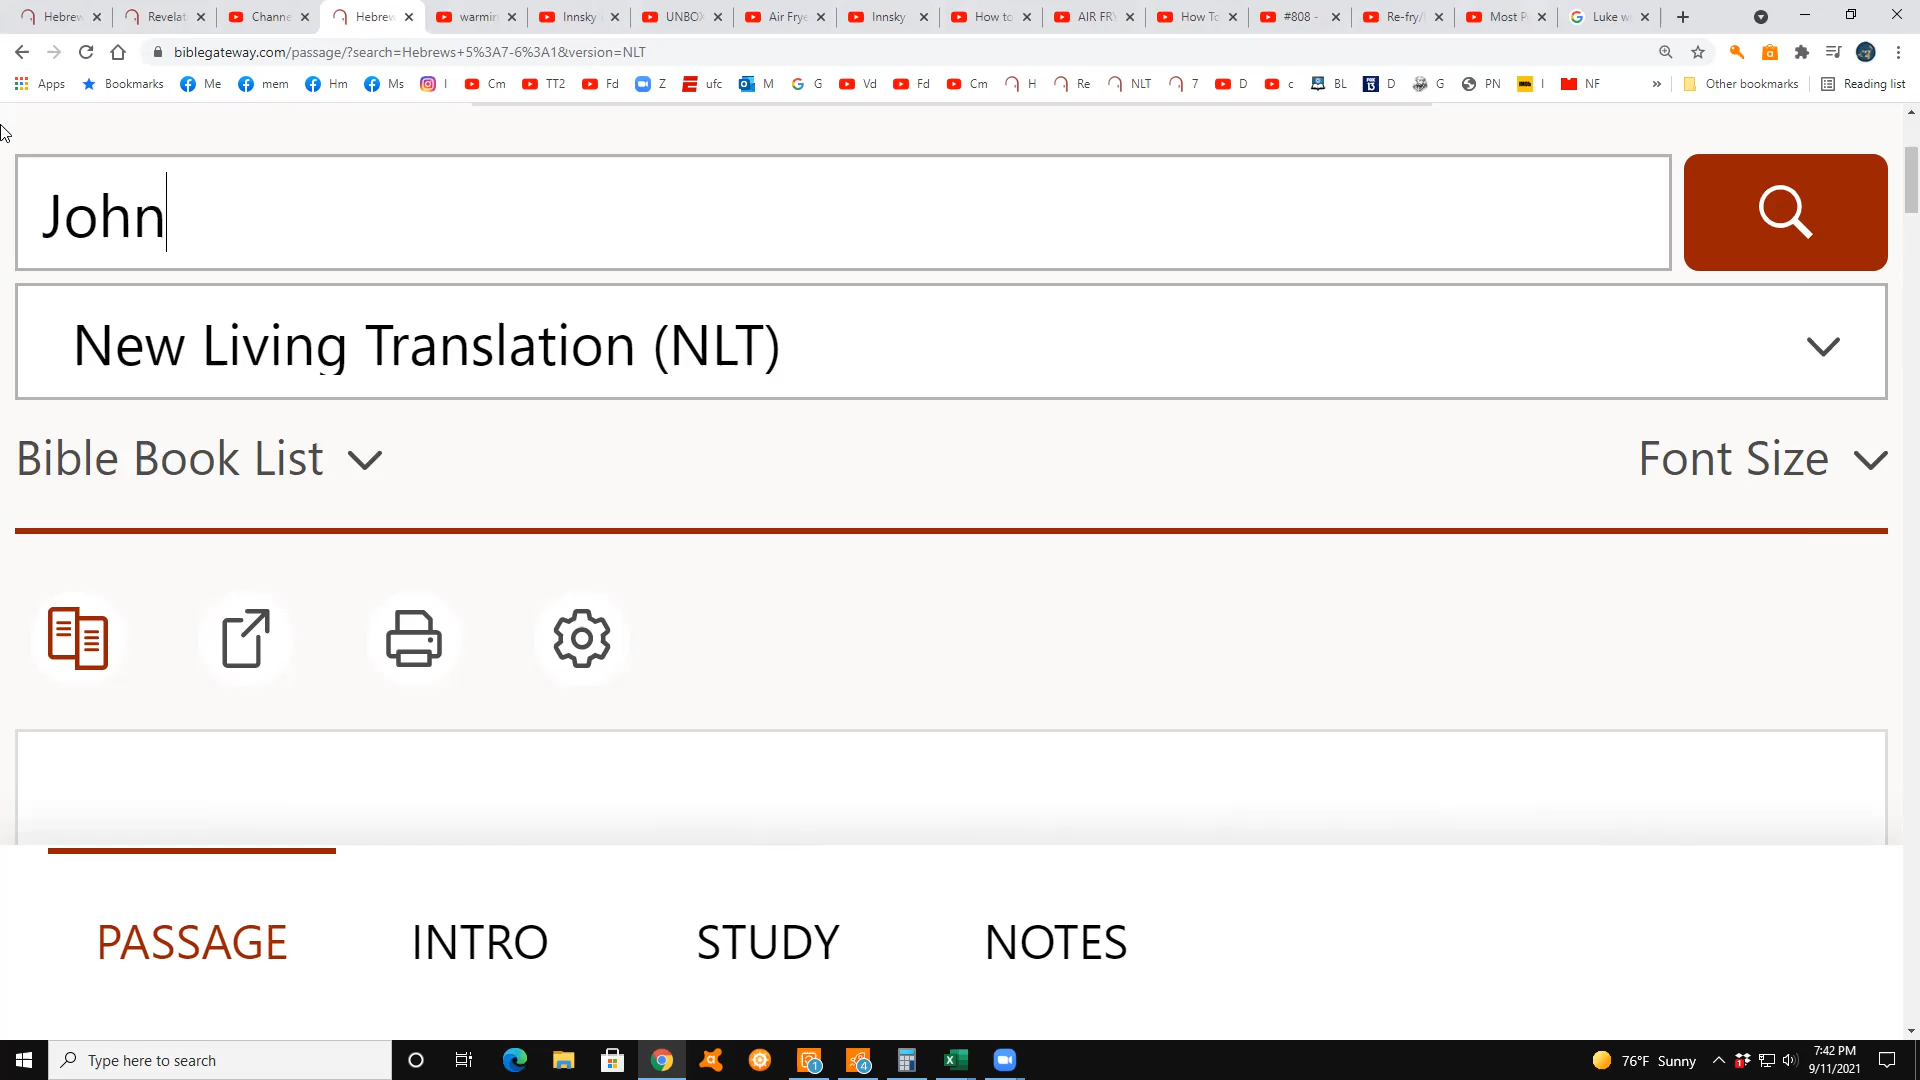 Hebrew
Revelat
Channe
Hebrew
warmin
Innsky
UNBOX
Air Frye
Innsky
How to
AIR FRY
How To
#808 -
Re-fry/
Most P
Luke w
biblegateway.com/passage/?search=Hebrews+5%3A7-6%3A1&version=NLT
Apps
Bookmarks
Me
mem
Hm
Ms
I
Cm
TT2
Fd
Z
ufc
M
G
Vd
Fd
Cm
H
Re
NLT
7
D
c
BL
D
G
PN
I
NF
»
Other bookmarks
Reading list
John
New Living Translation (NLT)
Bible Book List
Font Size
PASSAGE
INTRO
STUDY
NOTES
Type here to search
1
4
76°F Sunny
7:42 PM
9/11/2021